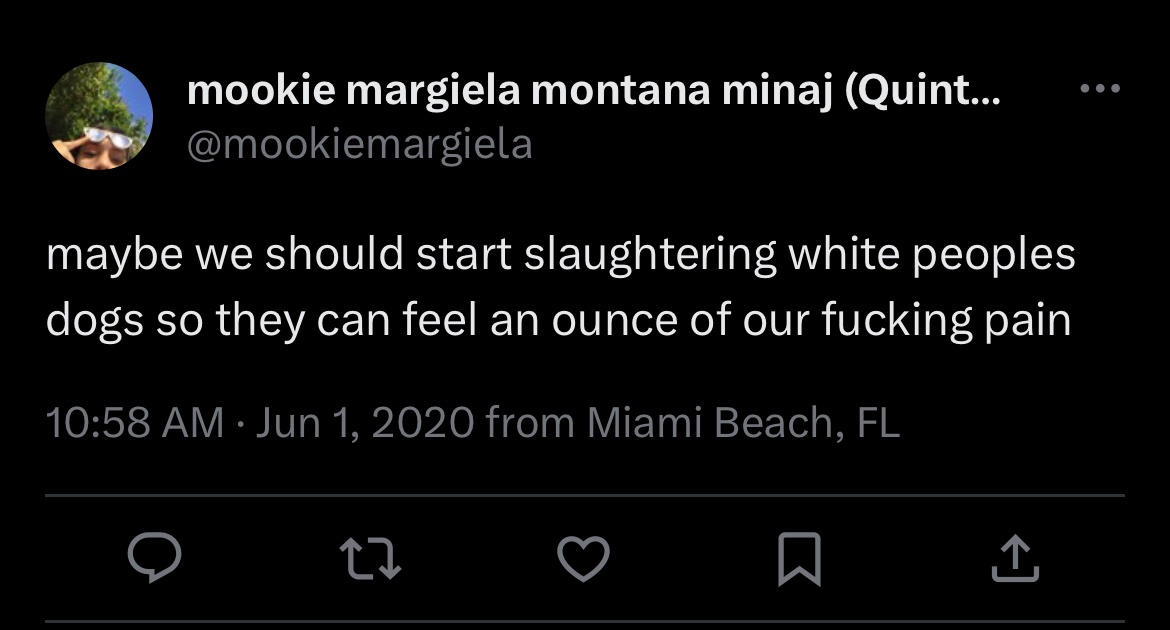 mookie margiela montana minaj (Quint...
@mookiemargiela
maybe we should start slaughtering white peoples
dogs so they can feel an ounce of our fucking pain
10:58 AM · Jun 1, 2020 from Miami Beach, FL